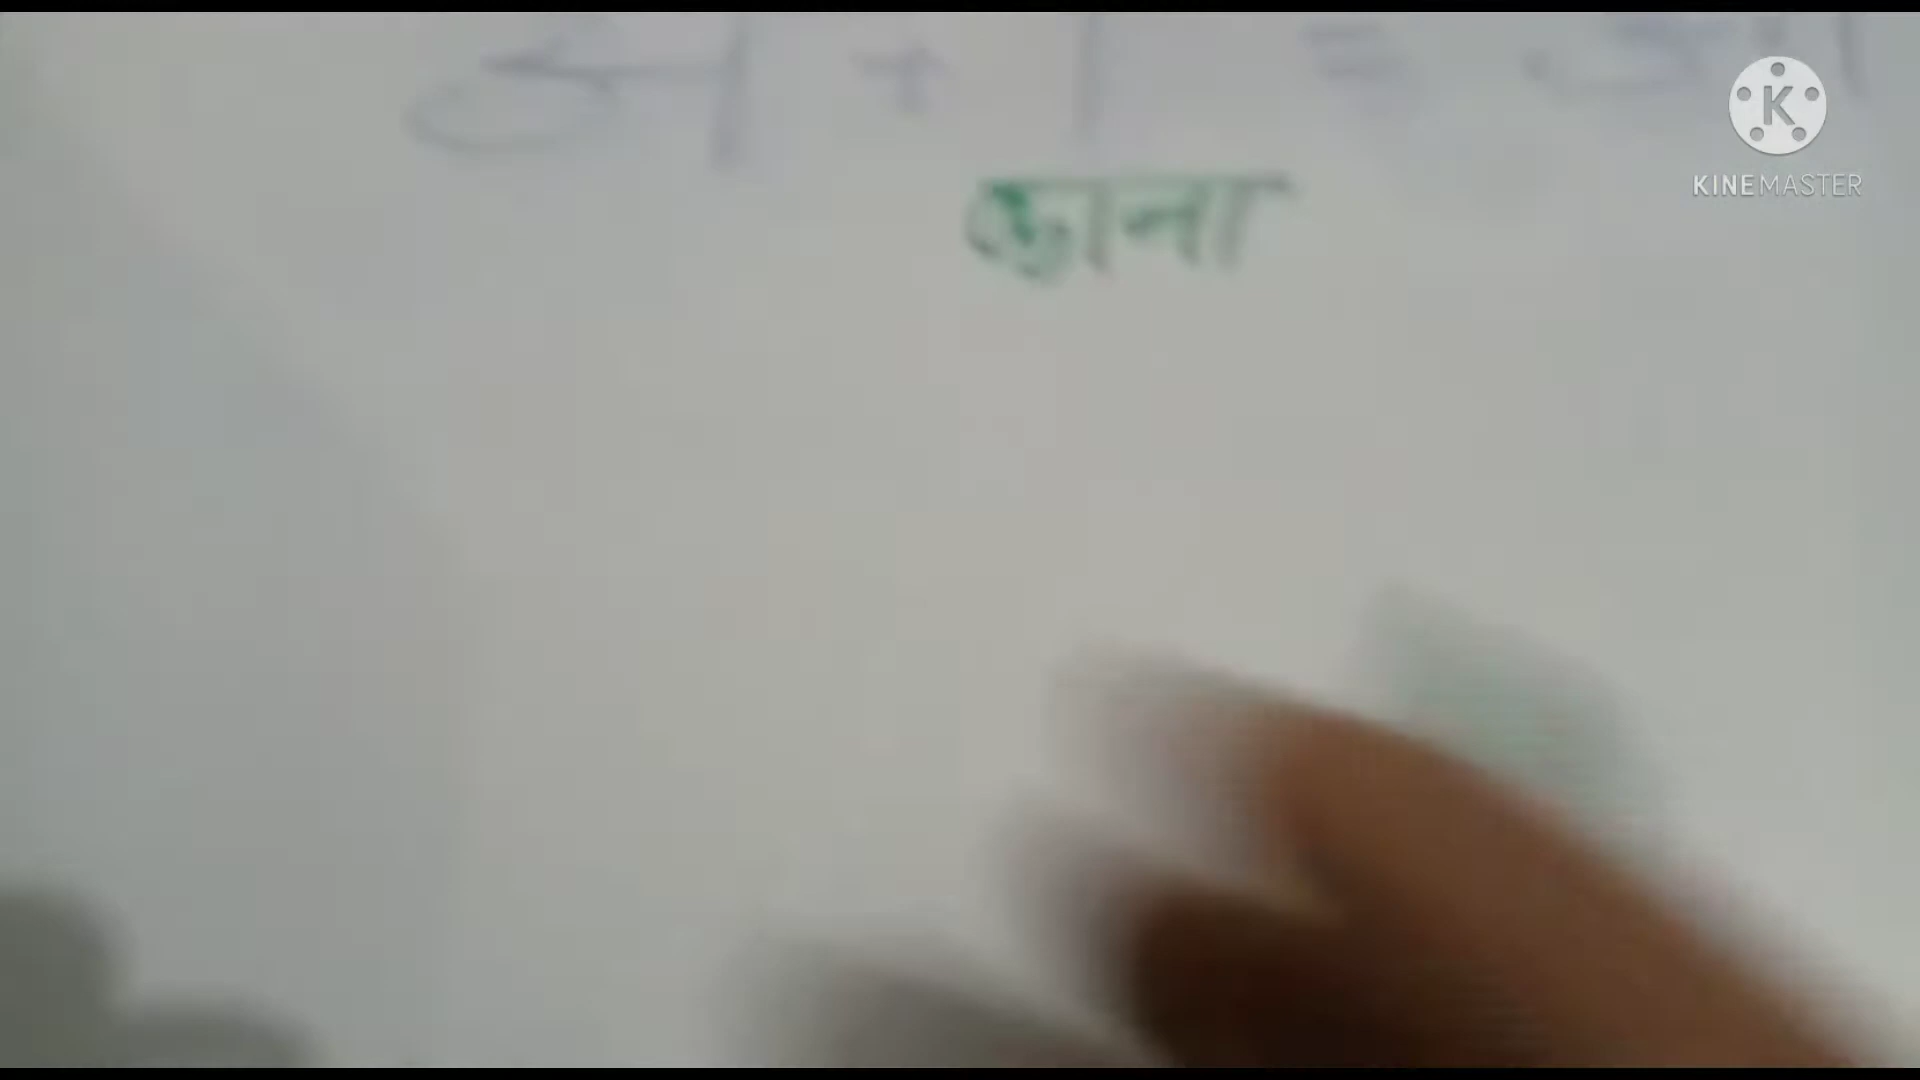 অ + া = আ
ডানা
KINEMASTER